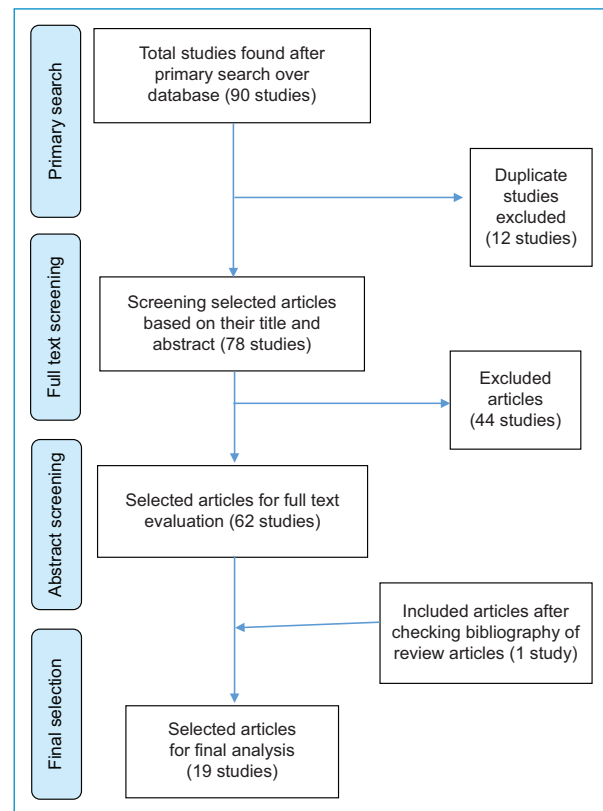 Primary search
Total studies found after
primary search over
database (90 studies)
Duplicate
studies
excluded
(12 studies)
Full text screening
Screening selected articles
based on their title and
abstract (78 studies)
Excluded
articles
(44 studies)
Abstract screening
Selected articles for full text
evaluation (62 studies)
Included articles after
checking bibliography of
review articles (1 study)
Final selection
Selected articles
for final analysis
(19 studies)